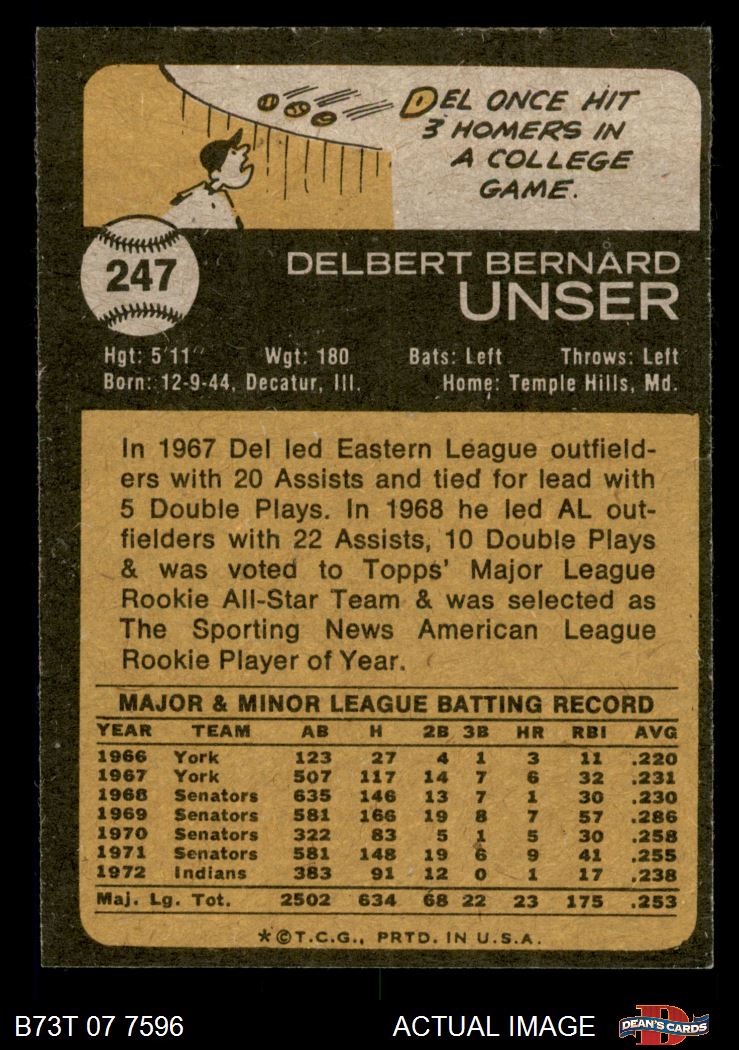 DEL ONCE HIT
3 HOMERS IN
A COLLEGE
GAME.
247
DELBERT BERNARD
UNSER
Hgt: 5'11" Wgt: 180 Bats: Left Throws: Left
Born: 12-9-44, Decatur, Ill. Home: Temple Hills, Md.
In 1967 Del led Eastern League outfield-
ers with 20 Assists and tied for lead with
5 Double Plays. In 1968 he led AL out-
fielders with 22 Assists, 10 Double Plays
& was voted to Topps' Major League
Rookie All-Star Team & was selected as
The Sporting News American League
Rookie Player of Year.
MAJOR & MINOR LEAGUE BATTING RECORD
YEAR TEAM AB H 2B 3B HR RBI AVG
1966 York 123 27 4 1 3 11 .220
1967 York 507 117 14 7 6 32 .231
1968 Senators 635 146 13 7 1 30 .230
1969 Senators 581 166 19 8 7 57 .286
1970 Senators 322 83 5 1 5 30 .258
1971 Senators 581 148 19 6 9 41 .255
1972 Indians 383 91 12 0 1 17 .238
Maj. Lg. Tot. 2502 634 68 22 23 175 .253
*©T.C.G., PRTD. IN U.S.A.
B73T 07 7596 ACTUAL IMAGE DEAN'S CARDS